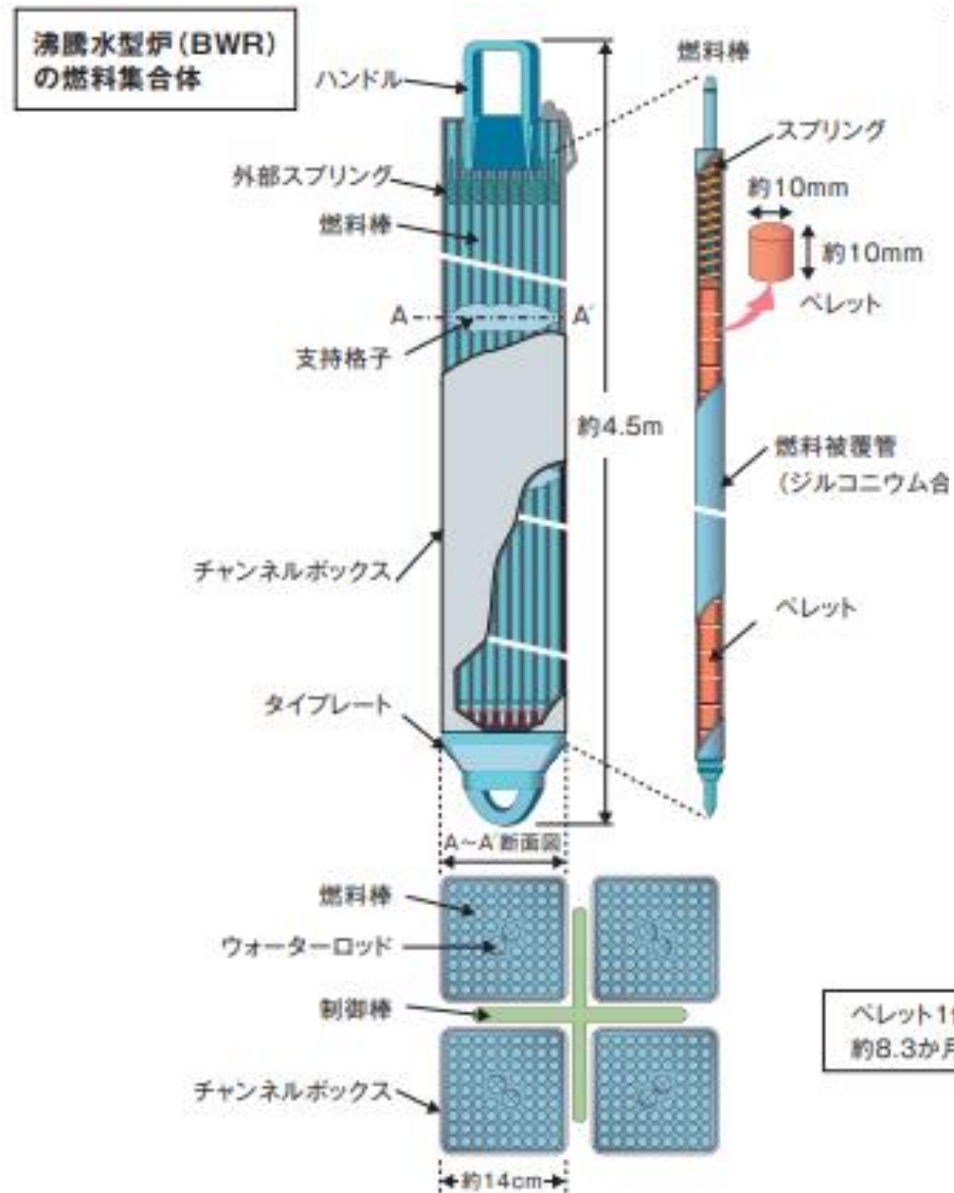 沸騰水型炉(BWR)
の燃料集合体
ハンドル
外部スプリング
燃料棒
A
A′
支持格子
チャンネルボックス
タイプレート
約4.5m
燃料棒
スプリング
約10mm
約10mm
ペレット
燃料被覆管
(ジルコニウム合
ペレット
A~A′断面図
燃料棒
ウォーターロッド
制御棒
チャンネルボックス
約14cm
ペレット1
約8.3か月